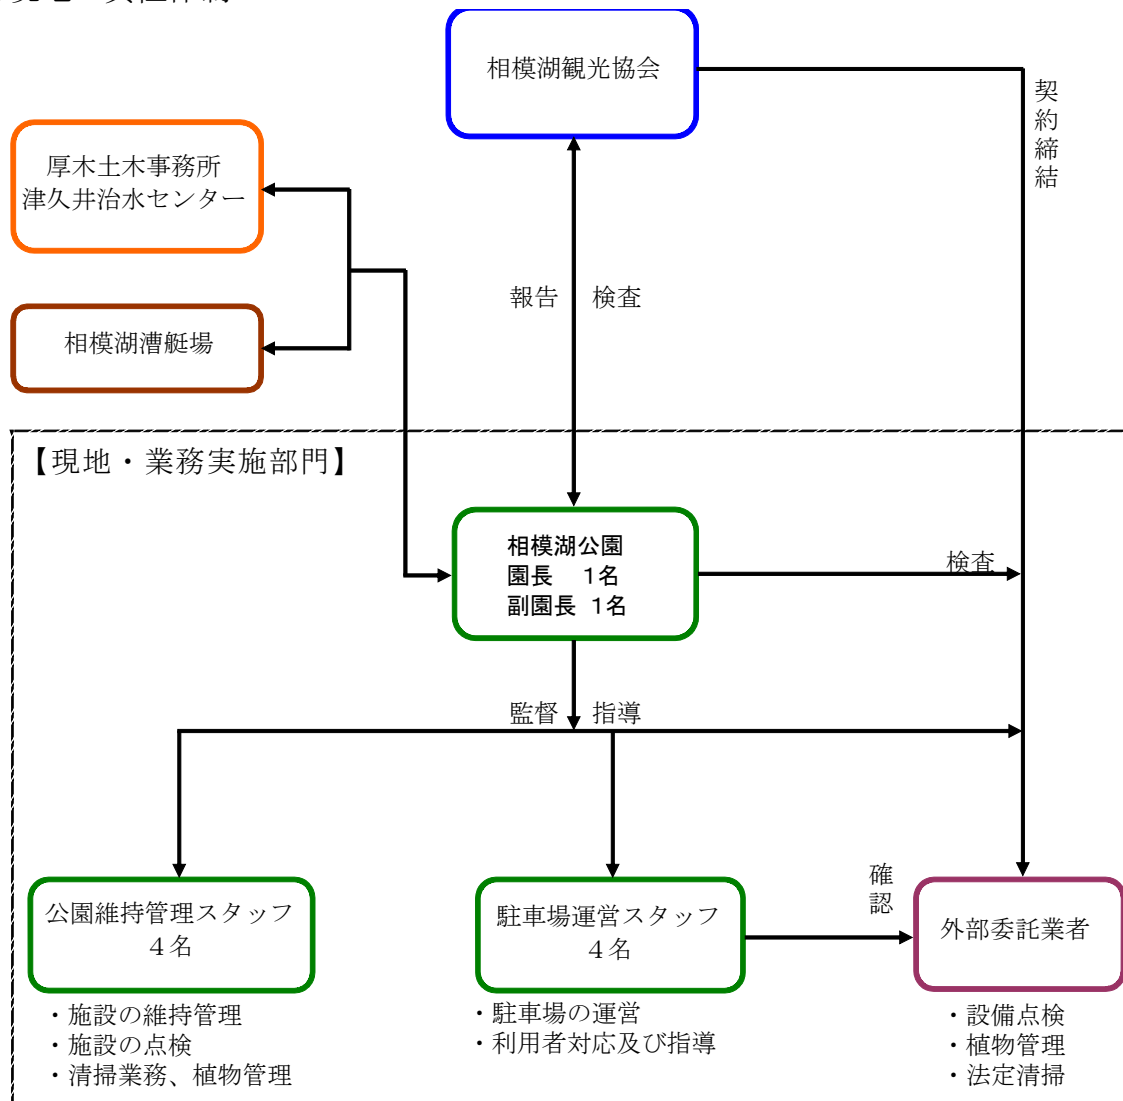 相模湖観光協会
契約締結
厚木土木事務所
津久井治水センター
報告 検査
相模湖漕艇場
【現地・業務実施部門】
相模湖公園
園長 1名
副園長 1名
検査
監督 指導
公園維持管理スタッフ
４名
駐車場運営スタッフ
４名
確認
外部委託業者
・施設の維持管理
・施設の点検
・清掃業務、植物管理
・駐車場の運営
・利用者対応及び指導
・設備点検
・植物管理
・法定清掃